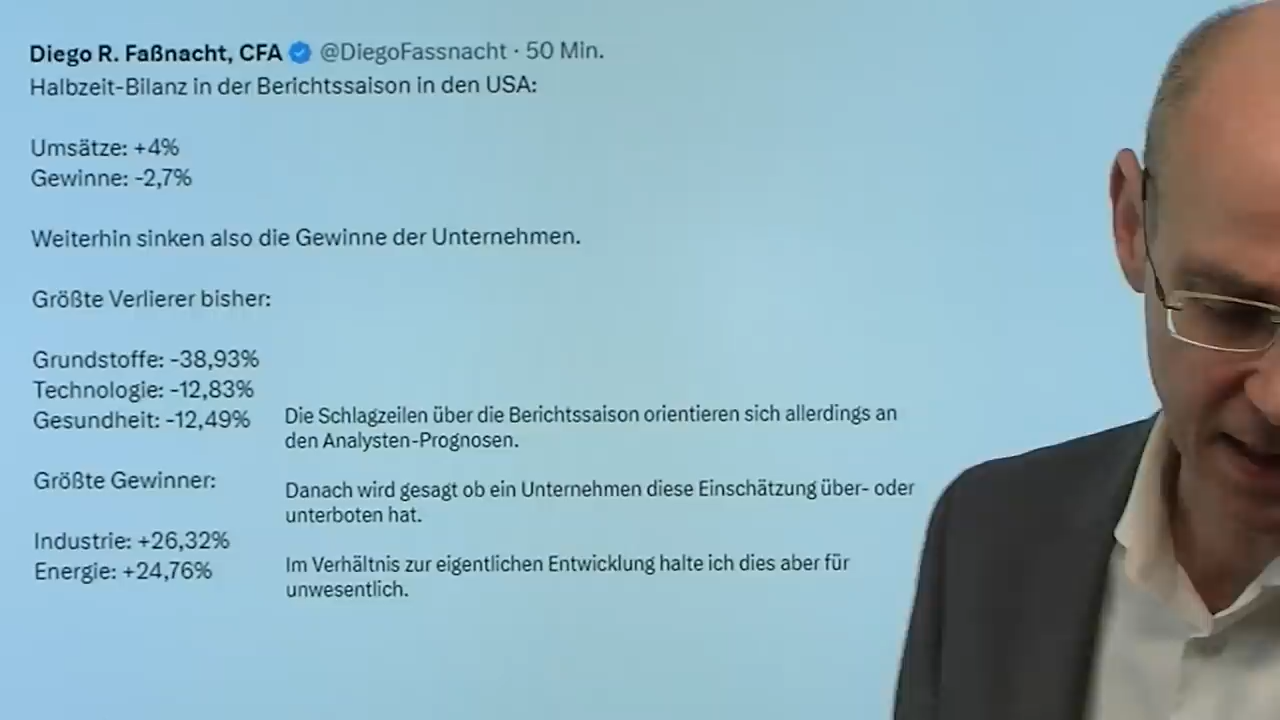 Diego R. Faßnacht, CFA @DiegoFassnacht · 50 Min.
Halbzeit-Bilanz in der Berichtssaison in den USA:
Umsätze: +4%
Gewinne: -2,7%
Weiterhin sinken also die Gewinne der Unternehmen.
Größte Verlierer bisher:
Grundstoffe: -38,93%
Technologie: -12,83%
Gesundheit: -12,49%
Größte Gewinner:
Industrie: +26,32%
Energie: +24,76%
Die Schlagzeilen über die Berichtssaison orientieren sich allerdings an
den Analysten-Prognosen.
Danach wird gesagt ob ein Unternehmen diese Einschätzung über- oder
unterboten hat.
Im Verhältnis zur eigentlichen Entwicklung halte ich dies aber für
unwesentlich.